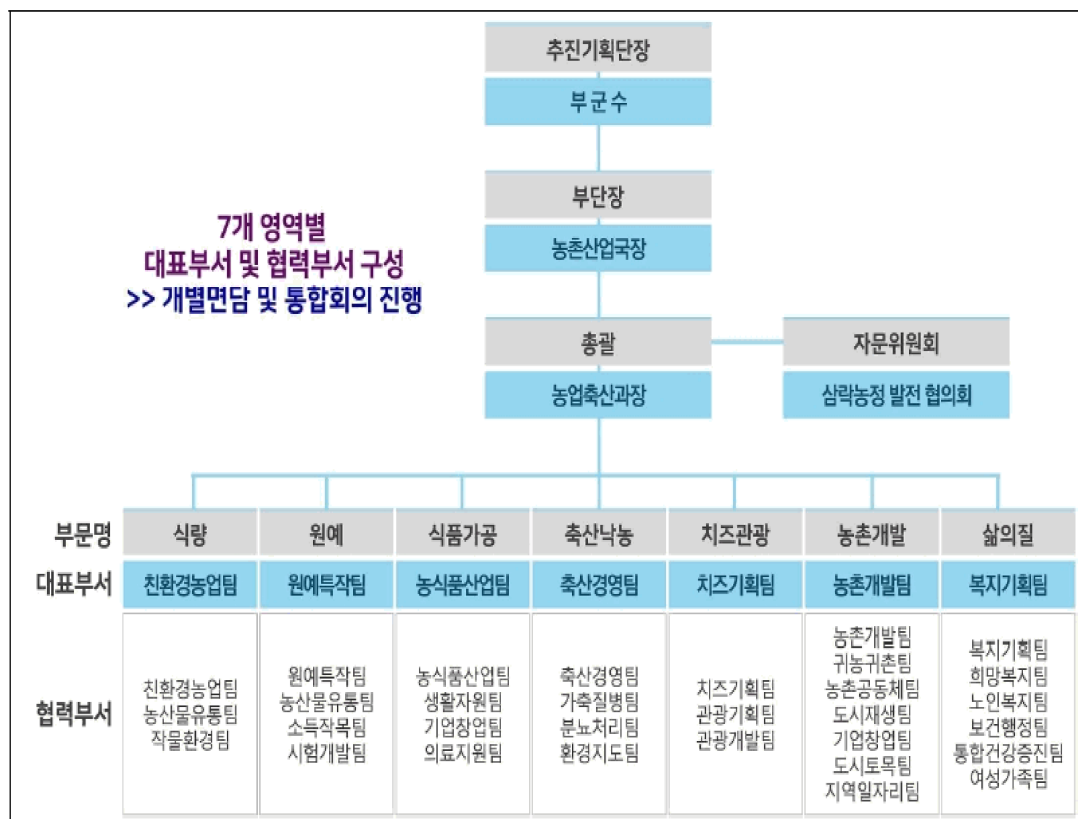 추진기획단장
부군수
부단장
농촌산업국장
7개 영역별
대표부서 및 협력부서 구성
>> 개별면담 및 통합회의 진행
총괄
농업축산과장
자문위원회
삼락농정 발전 협의회
부문명
식량
원예
식품가공
축산낙농
치즈관광
농촌개발
삶의질
대표부서
친환경농업팀
원예특작팀
농식품산업팀
축산경영팀
치즈기획팀
농촌개발팀
복지기획팀
협력부서
친환경농업팀
농산물유통팀
작물환경팀
원예특작팀
농산물유통팀
소득작목팀
시험개발팀
농식품산업팀
생활자원팀
기업창업팀
의료지원팀
축산경영팀
가축질병팀
분뇨처리팀
환경지도팀
치즈기획팀
관광기획팀
관광개발팀
농촌개발팀
귀농귀촌팀
농촌공동체팀
도시재생팀
기업창업팀
도시토목팀
지역일자리팀
복지기획팀
희망복지팀
노인복지팀
보건행정팀
통합건강증진팀
여성가족팀